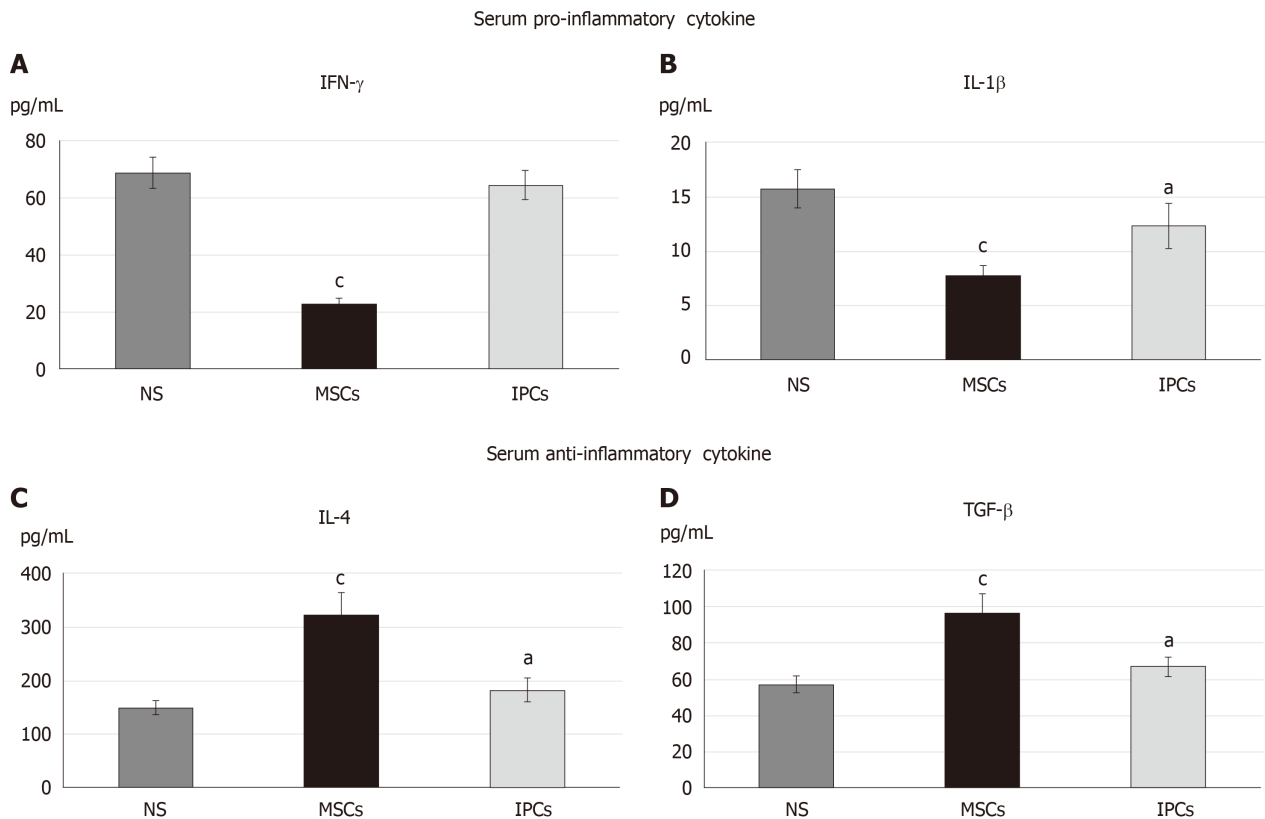 Serum pro-inflammatory cytokine
A
IFN-γ
pg/mL
80
60
40
20
0
c
NS MSCs IPCs
B
IL-1β
pg/mL
20
15
10
5
0
c
a
NS MSCs IPCs
Serum anti-inflammatory cytokine
C
IL-4
pg/mL
400
300
200
100
0
c
a
NS MSCs IPCs
D
TGF-β
pg/mL
120
100
80
60
40
20
0
c
a
NS MSCs IPCs